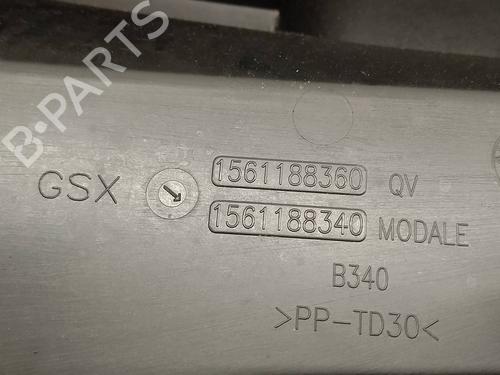 B-PARTS
GSX
1561188360 QV
1561188340 MODALE
B340
>PP-TD30<